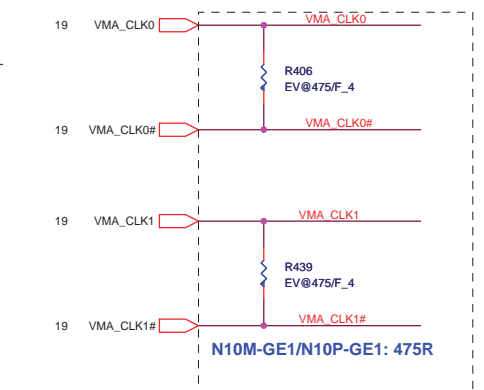 19 VMA_CLK0 VMA_CLK0
R406
EV@475/F_4
19 VMA_CLK0# VMA_CLK0#
19 VMA_CLK1 VMA_CLK1
R439
EV@475/F_4
19 VMA_CLK1# VMA_CLK1#
N10M-GE1/N10P-GE1: 475R